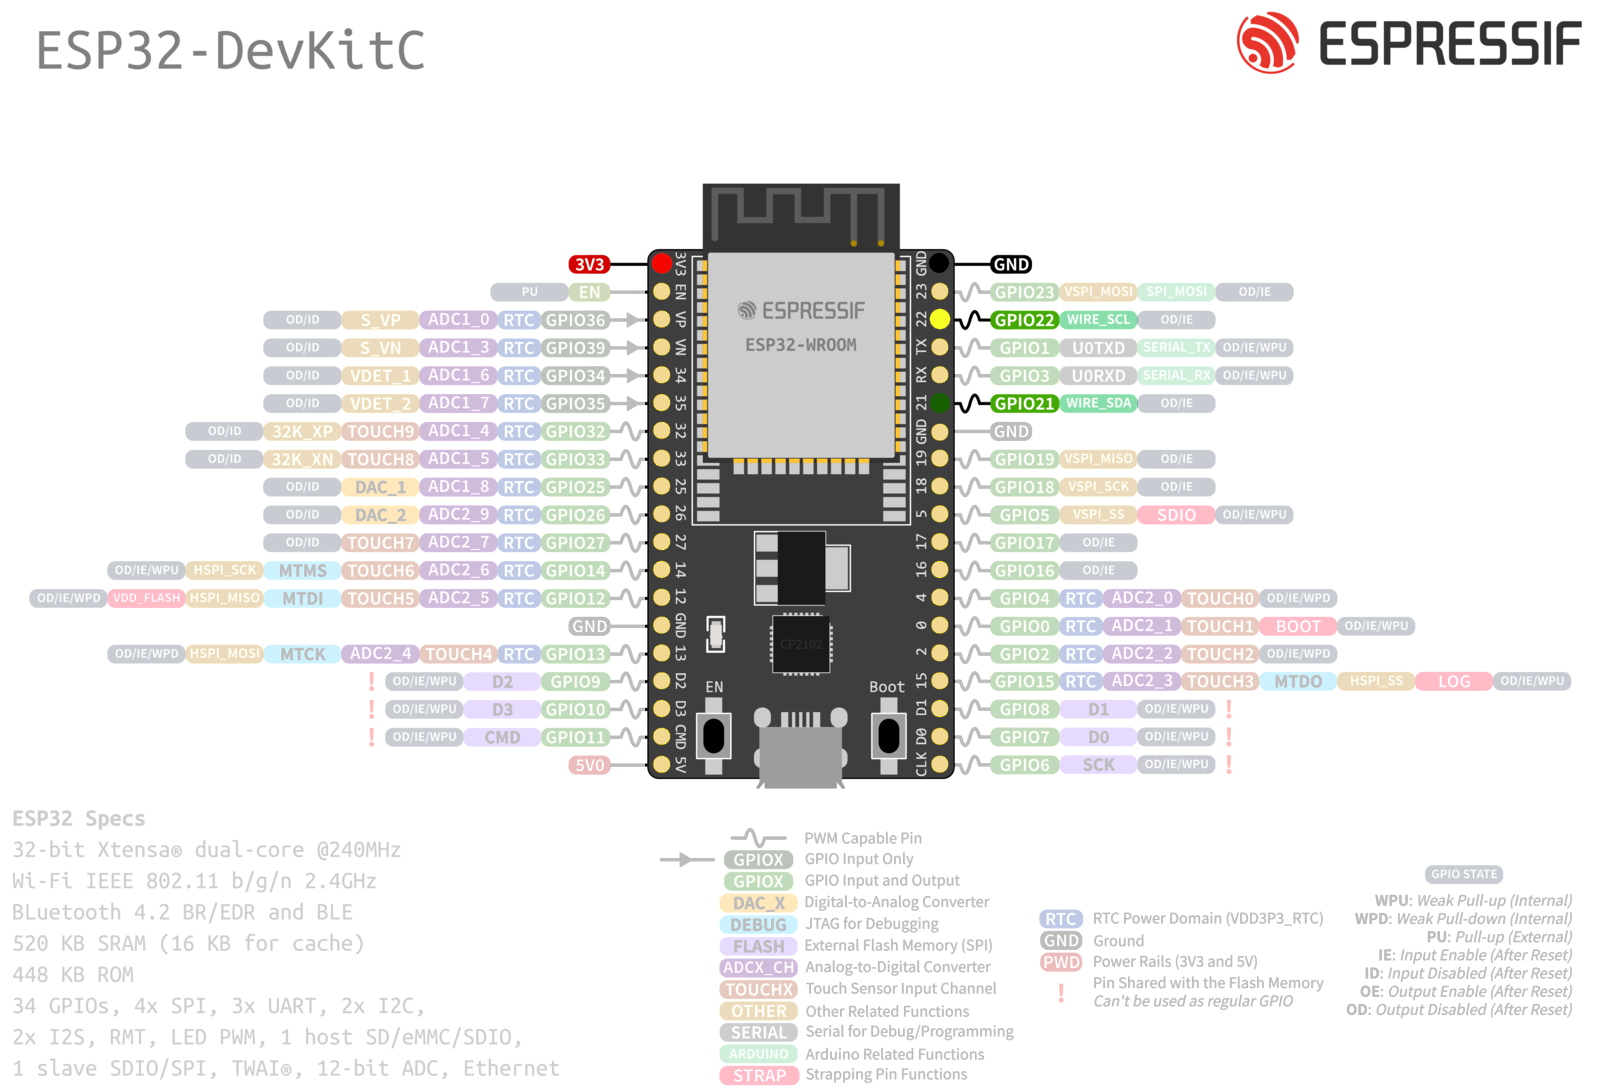 ESP32-DevKitC
ESPRESSIF
3V3
PU EN
OD/ID S_VP ADC1_0 RTC GPIO36
OD/ID S_VN ADC1_3 RTC GPIO39
OD/ID VDET_1 ADC1_6 RTC GPIO34
OD/ID VDET_2 ADC1_7 RTC GPIO35
OD/ID 32K_XP TOUCH9 ADC1_4 RTC GPIO32
OD/ID 32K_XN TOUCH8 ADC1_5 RTC GPIO33
OD/ID DAC_1 ADC1_8 RTC GPIO25
OD/ID DAC_2 ADC2_9 RTC GPIO26
OD/ID TOUCH7 ADC2_7 RTC GPIO27
OD/IE/WPU HSPI_SCK MTMS TOUCH6 ADC2_6 RTC GPIO14
OD/IE/WPD VDD_FLASH HSPI_MISO MTDI TOUCH5 ADC2_5 RTC GPIO12
GND
OD/IE/WPD HSPI_MOSI MTCK ADC2_4 TOUCH4 RTC GPIO13
! OD/IE/WPU D2 GPIO9
! OD/IE/WPU D3 GPIO10
! OD/IE/WPU CMD GPIO11
5V0
3V3
EN
VP
VN
34
35
32
33
25
26
27
14
12
GND
13
D2
D3
CMD
5V
ESPRESSIF
ESP32-WROOM
CP2102
EN
Boot
GND
23
22
TX
RX
21
GND
19
18
5
17
16
4
0
2
15
D1
D0
CLK
GND
GPIO23 VSPI_MOSI SPI_MOSI OD/IE
GPIO22 WIRE_SCL OD/IE
GPIO1 U0TXD SERIAL_TX OD/IE/WPU
GPIO3 U0RXD SERIAL_RX OD/IE/WPU
GPIO21 WIRE_SDA OD/IE
GND
GPIO19 VSPI_MISO OD/IE
GPIO18 VSPI_SCK OD/IE
GPIO5 VSPI_SS SDIO OD/IE/WPU
GPIO17 OD/IE
GPIO16 OD/IE
GPIO4 RTC ADC2_0 TOUCH0 OD/IE/WPD
GPIO0 RTC ADC2_1 TOUCH1 BOOT OD/IE/WPU
GPIO2 RTC ADC2_2 TOUCH2 OD/IE/WPD
GPIO15 RTC ADC2_3 TOUCH3 MTDO HSPI_SS LOG OD/IE/WPU
GPIO8 D1 OD/IE/WPU !
GPIO7 D0 OD/IE/WPU !
GPIO6 SCK OD/IE/WPU !
ESP32 Specs
32-bit Xtensa® dual-core @240MHz
Wi-Fi IEEE 802.11 b/g/n 2.4GHz
BLuetooth 4.2 BR/EDR and BLE
520 KB SRAM (16 KB for cache)
448 KB ROM
34 GPIOs, 4x SPI, 3x UART, 2x I2C,
2x I2S, RMT, LED PWM, 1 host SD/eMMC/SDIO,
1 slave SDIO/SPI, TWAI®, 12-bit ADC, Ethernet
PWM Capable Pin
GPIOX GPIO Input Only
GPIOX GPIO Input and Output
DAC_X Digital-to-Analog Converter
DEBUG JTAG for Debugging
FLASH External Flash Memory (SPI)
ADCX_CH Analog-to-Digital Converter
TOUCHX Touch Sensor Input Channel
OTHER Other Related Functions
SERIAL Serial for Debug/Programming
ARDUINO Arduino Related Functions
STRAP Strapping Pin Functions
RTC RTC Power Domain (VDD3P3_RTC)
GND Ground
PWD Power Rails (3V3 and 5V)
! Pin Shared with the Flash Memory
Can't be used as regular GPIO
GPIO STATE
WPU: Weak Pull-up (Internal)
WPD: Weak Pull-down (Internal)
PU: Pull-up (External)
IE: Input Enable (After Reset)
ID: Input Disabled (After Reset)
OE: Output Enable (After Reset)
OD: Output Disabled (After Reset)